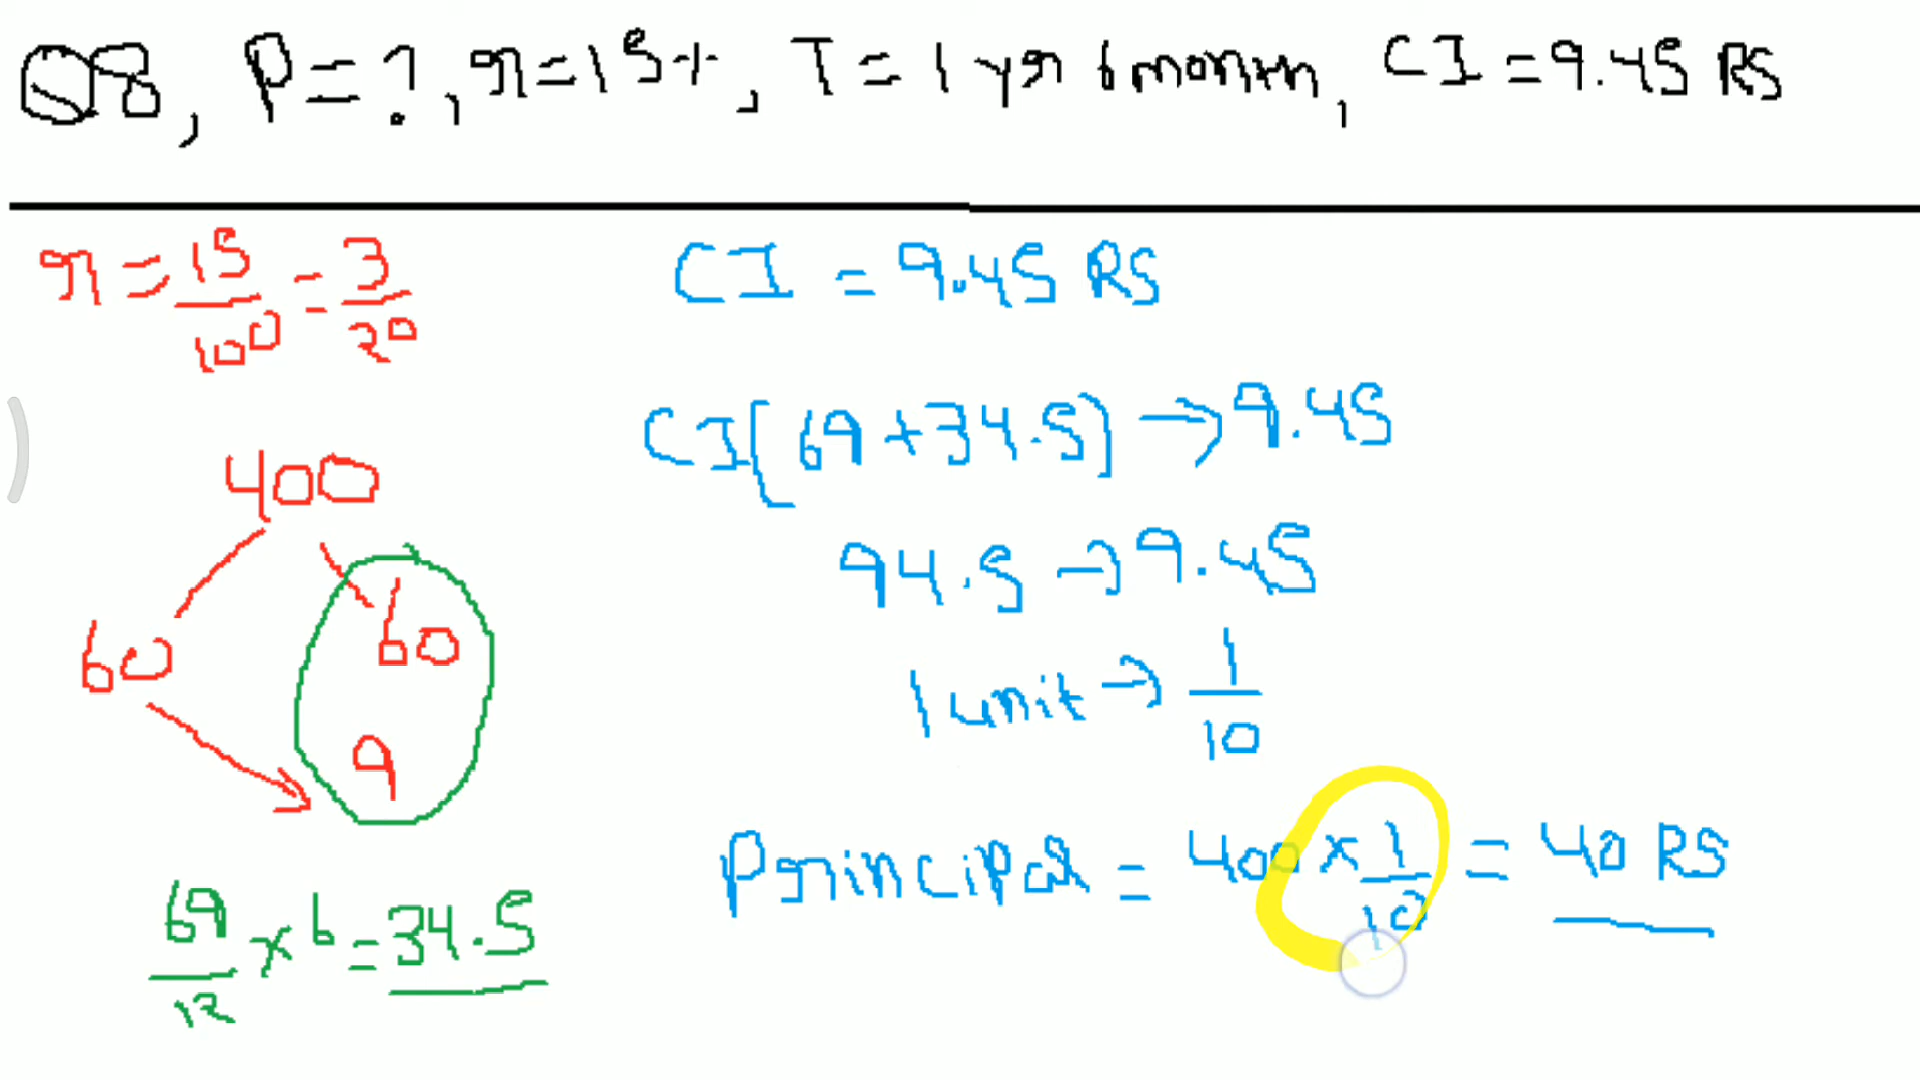 Q8, P = ?, r = 15%, T = 1 yr 6 month, CI = 9.45 RS
r = 15/100 = 3/20
CI = 9.45 RS
CI(69+34.5) → 9.45
400
94.5 → 9.45
60 60
1 unit → 1/10
9
Principal = 400 × 1/10 = 40 RS
69/12 × 6 = 34.5